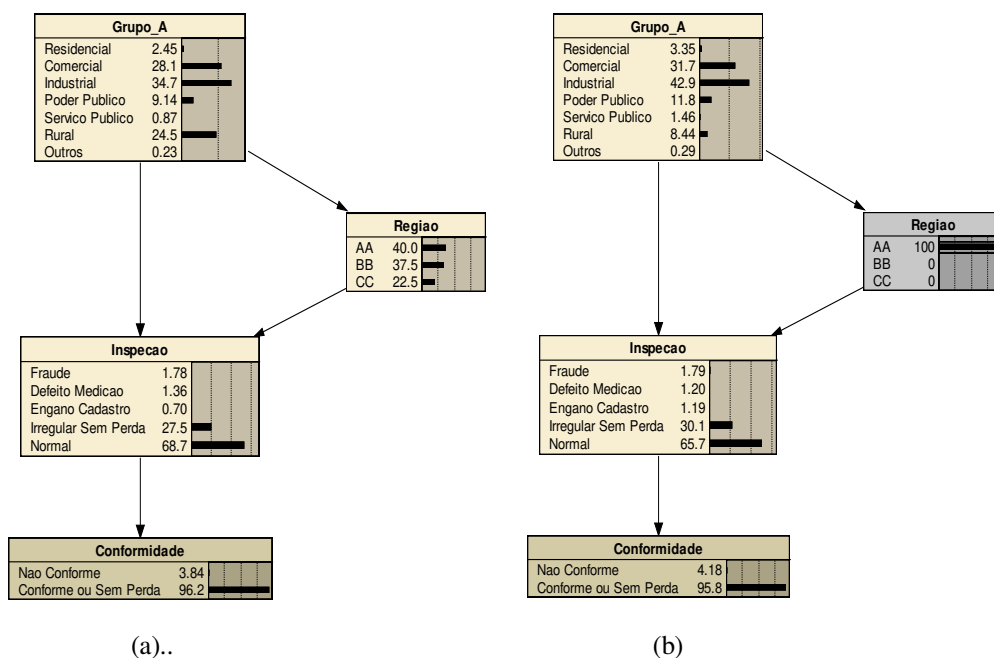 Grupo_A
Residencial 2.45
Comercial 28.1
Industrial 34.7
Poder Publico 9.14
Servico Publico 0.87
Rural 24.5
Outros 0.23
Regiao
AA 40.0
BB 37.5
CC 22.5
Inspecao
Fraude 1.78
Defeito Medicao 1.36
Engano Cadastro 0.70
Irregular Sem Perda 27.5
Normal 68.7
Conformidade
Nao Conforme 3.84
Conforme ou Sem Perda 96.2
(a)..
Grupo_A
Residencial 3.35
Comercial 31.7
Industrial 42.9
Poder Publico 11.8
Servico Publico 1.46
Rural 8.44
Outros 0.29
Regiao
AA 100
BB 0
CC 0
Inspecao
Fraude 1.79
Defeito Medicao 1.20
Engano Cadastro 1.19
Irregular Sem Perda 30.1
Normal 65.7
Conformidade
Nao Conforme 4.18
Conforme ou Sem Perda 95.8
(b)